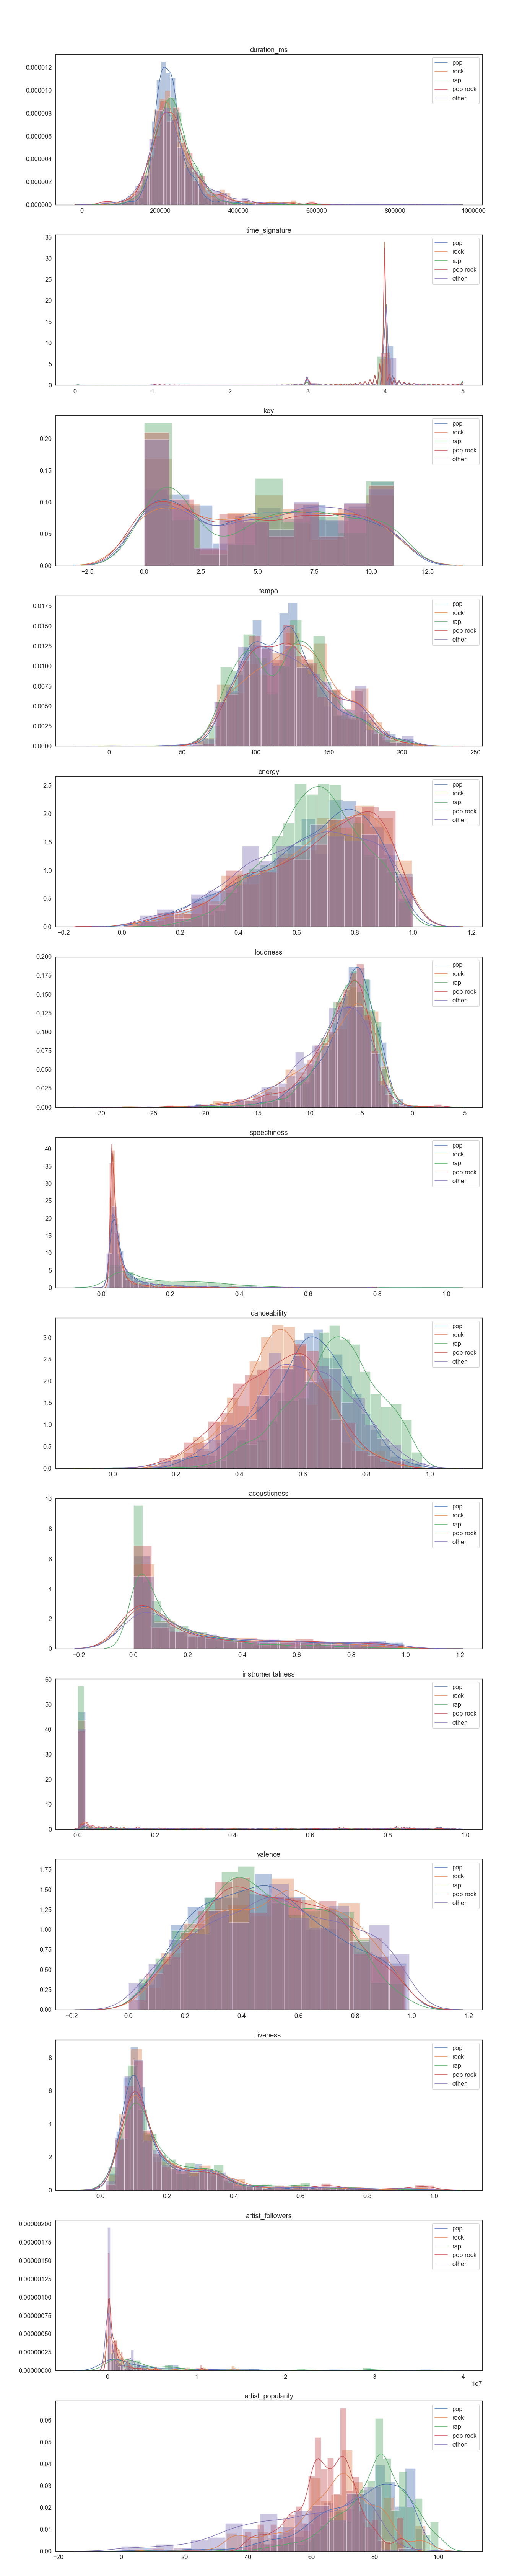 duration_ms
0.000012
0.000010
0.000008
0.000006
0.000004
0.000002
0.000000
pop
rock
rap
pop rock
other
0 200000 400000 600000 800000 1000000
time_signature
35
30
25
20
15
10
5
0
pop
rock
rap
pop rock
other
0 1 2 3 4 5
key
0.20
0.15
0.10
0.05
0.00
pop
rock
rap
pop rock
other
−2.5 0.0 2.5 5.0 7.5 10.0 12.5
tempo
0.0175
0.0150
0.0125
0.0100
0.0075
0.0050
0.0025
0.0000
pop
rock
rap
pop rock
other
0 50 100 150 200 250
energy
2.5
2.0
1.5
1.0
0.5
0.0
pop
rock
rap
pop rock
other
−0.2 0.0 0.2 0.4 0.6 0.8 1.0 1.2
loudness
0.200
0.175
0.150
0.125
0.100
0.075
0.050
0.025
0.000
pop
rock
rap
pop rock
other
−30 −25 −20 −15 −10 −5 0 5
speechiness
40
35
30
25
20
15
10
5
0
pop
rock
rap
pop rock
other
0.0 0.2 0.4 0.6 0.8 1.0
danceability
3.0
2.5
2.0
1.5
1.0
0.5
0.0
pop
rock
rap
pop rock
other
0.0 0.2 0.4 0.6 0.8 1.0
acousticness
10
8
6
4
2
0
pop
rock
rap
pop rock
other
−0.2 0.0 0.2 0.4 0.6 0.8 1.0 1.2
instrumentalness
60
50
40
30
20
10
0
pop
rock
rap
pop rock
other
0.0 0.2 0.4 0.6 0.8 1.0
valence
1.75
1.50
1.25
1.00
0.75
0.50
0.25
0.00
pop
rock
rap
pop rock
other
−0.2 0.0 0.2 0.4 0.6 0.8 1.0 1.2
liveness
8
6
4
2
0
pop
rock
rap
pop rock
other
0.0 0.2 0.4 0.6 0.8 1.0
artist_followers
0.00000200
0.00000175
0.00000150
0.00000125
0.00000100
0.00000075
0.00000050
0.00000025
0.00000000
pop
rock
rap
pop rock
other
0 1 2 3 4
1e7
artist_popularity
0.06
0.05
0.04
0.03
0.02
0.01
0.00
pop
rock
rap
pop rock
other
−20 0 20 40 60 80 100